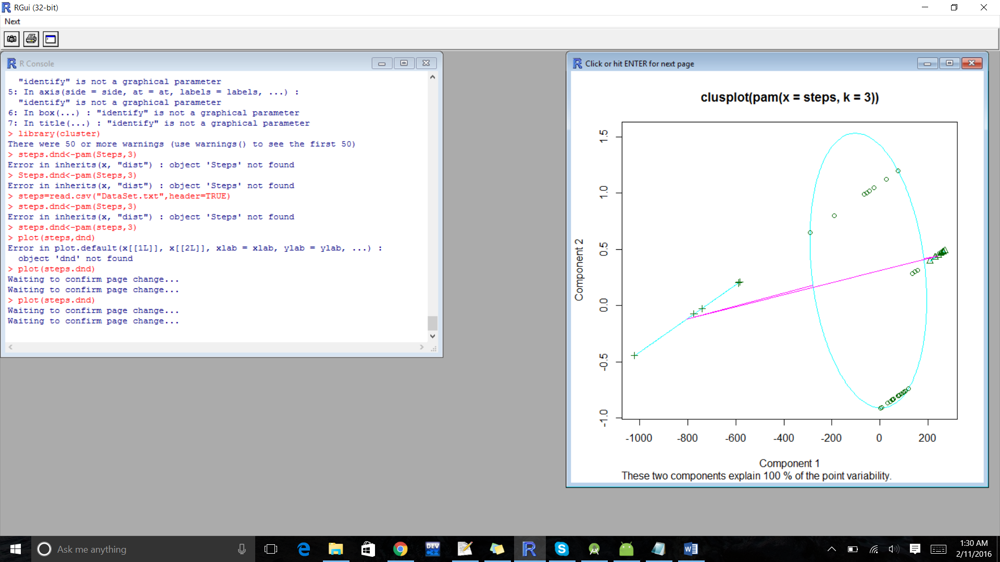 RGui (32-bit)
Next
R Console
"identify" is not a graphical parameter
5: In axis(side = side, at = at, labels = labels, ...) :
"identify" is not a graphical parameter
6: In box(...) : "identify" is not a graphical parameter
7: In title(...) : "identify" is not a graphical parameter
> library(cluster)
There were 50 or more warnings (use warnings() to see the first 50)
> steps.dnd<-pam(Steps,3)
Error in inherits(x, "dist") : object 'Steps' not found
> Steps.dnd<-pam(Steps,3)
Error in inherits(x, "dist") : object 'Steps' not found
> steps=read.csv("DataSet.txt",header=TRUE)
> steps.dnd<-pam(Steps,3)
Error in inherits(x, "dist") : object 'Steps' not found
> steps.dnd<-pam(steps,3)
> plot(steps,dnd)
Error in plot.default(x[[1L]], x[[2L]], xlab = xlab, ylab = ylab, ...) :
object 'dnd' not found
> plot(steps.dnd)
Waiting to confirm page change...
Waiting to confirm page change...
> plot(steps.dnd)
Waiting to confirm page change...
Waiting to confirm page change...
Click or hit ENTER for next page
clusplot(pam(x = steps, k = 3))
Component 2
1.5
1.0
0.5
0.0
-0.5
-1.0
-1000 -800 -600 -400 -200 0 200
Component 1
These two components explain 100 % of the point variability.
Ask me anything
DEV
C++
1:30 AM
2/11/2016